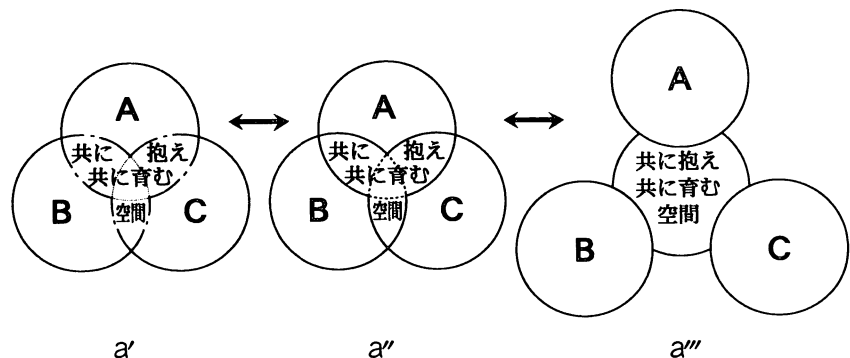 A
共に 抱え
共に育む
B 空間 C
a′
A
共に 抱え
共に育む
B 空間 C
a″
A
共に抱え
共に育む
空間
B C
a‴